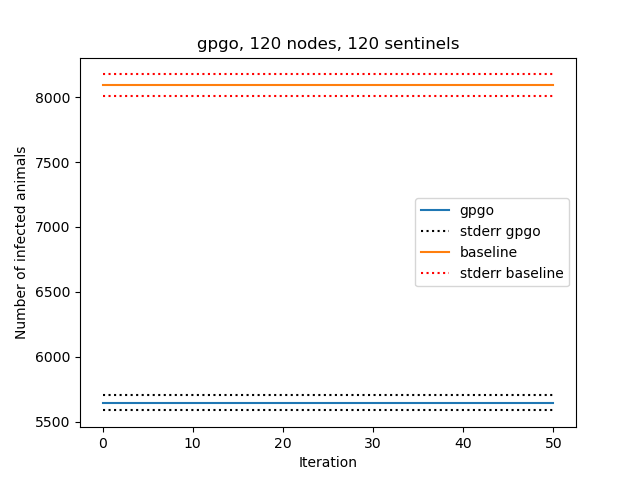 gpgo, 120 nodes, 120 sentinels
Number of infected animals
8000
7500
7000
6500
6000
5500
gpgo
stderr gpgo
baseline
stderr baseline
0 10 20 30 40 50
Iteration